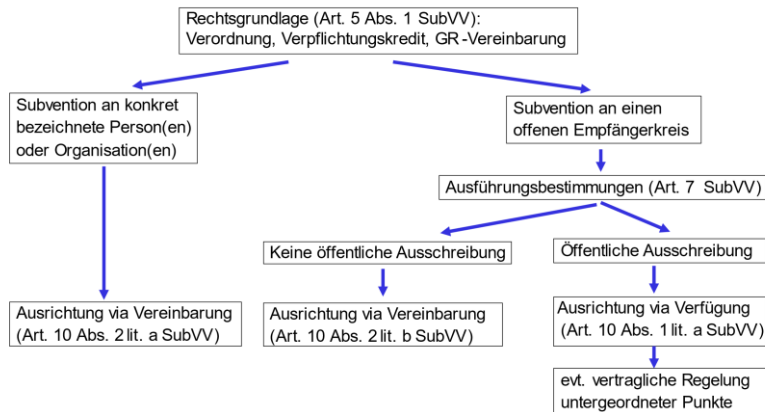 Rechtsgrundlage (Art. 5 Abs. 1 SubVV):
Verordnung, Verpflichtungskredit, GR-Vereinbarung
Subvention an konkret
bezeichnete Person(en)
oder Organisation(en)
Subvention an einen
offenen Empfängerkreis
Ausführungsbestimmungen (Art. 7 SubVV)
Keine öffentliche Ausschreibung
Öffentliche Ausschreibung
Ausrichtung via Vereinbarung
(Art. 10 Abs. 2 lit. a SubVV)
Ausrichtung via Vereinbarung
(Art. 10 Abs. 2 lit. b SubVV)
Ausrichtung via Verfügung
(Art. 10 Abs. 1 lit. a SubVV)
evt. vertragliche Regelung
untergeordneter Punkte